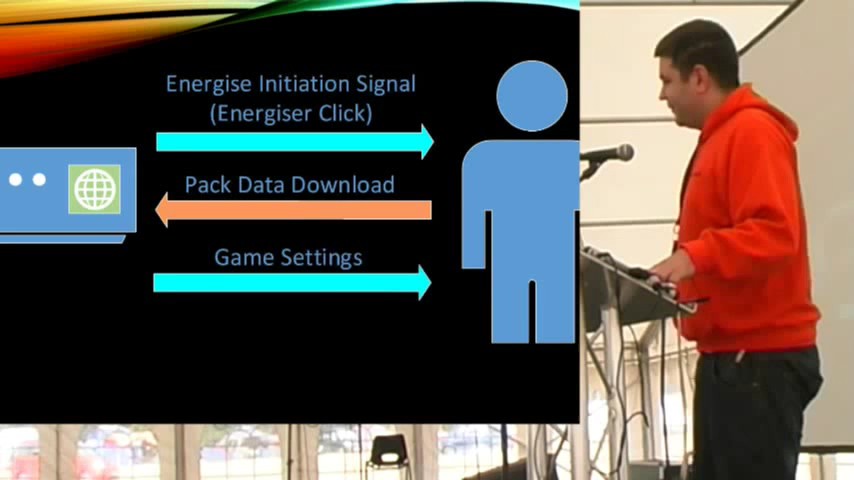 Energise Initiation Signal
(Energiser Click)
Pack Data Download
Game Settings